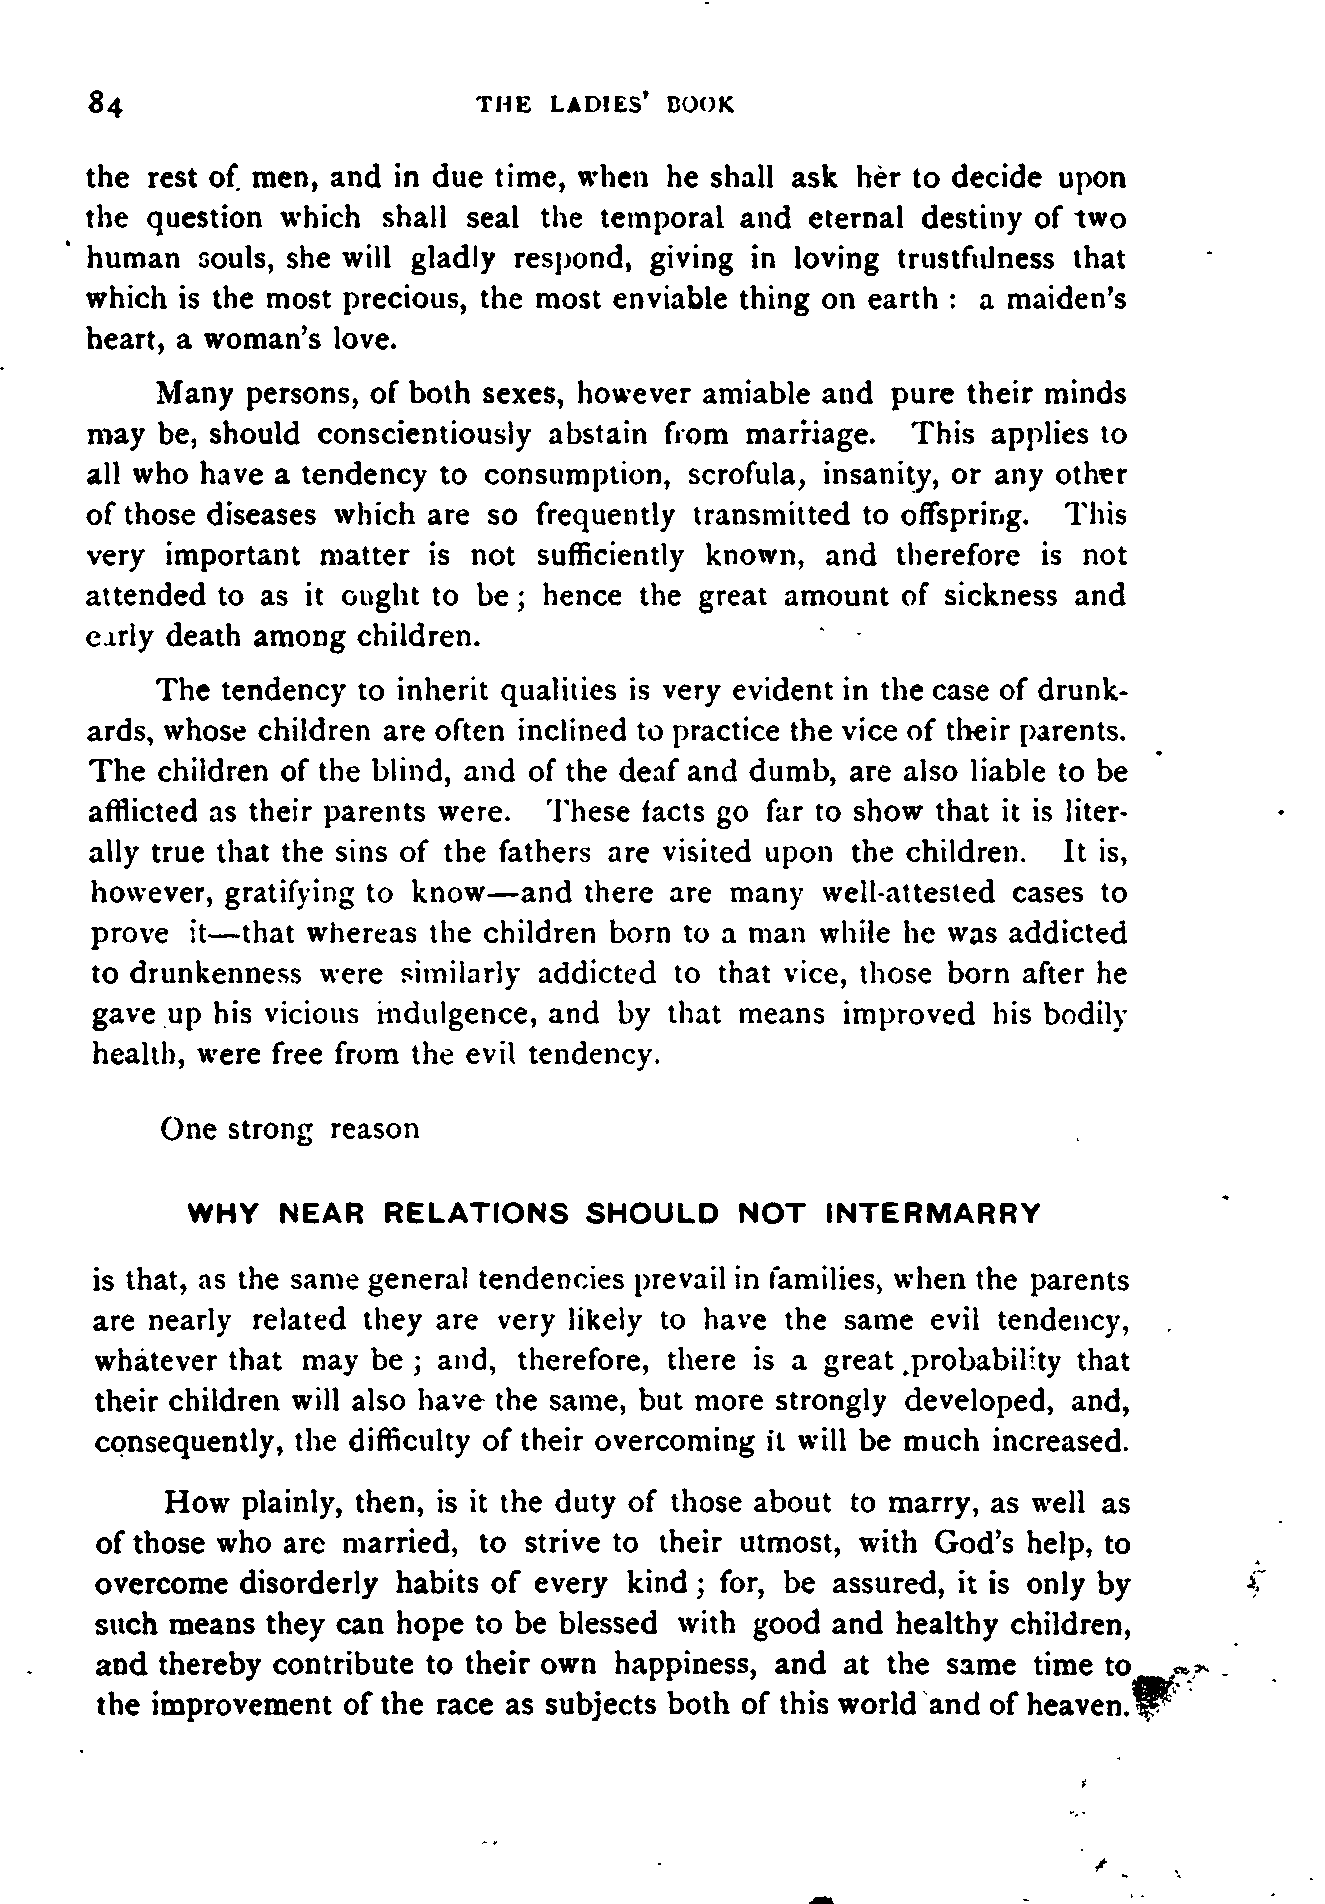 84 THE LADIES' BOOK
the rest of men, and in due time, when he shall ask her to decide upon
the question which shall seal the temporal and eternal destiny of two
human souls, she will gladly respond, giving in loving trustfulness that
which is the most precious, the most enviable thing on earth : a maiden's
heart, a woman's love.
Many persons, of both sexes, however amiable and pure their minds
may be, should conscientiously abstain from marriage. This applies to
all who have a tendency to consumption, scrofula, insanity, or any other
of those diseases which are so frequently transmitted to offspring. This
very important matter is not sufficiently known, and therefore is not
attended to as it ought to be ; hence the great amount of sickness and
early death among children.
The tendency to inherit qualities is very evident in the case of drunk-
ards, whose children are often inclined to practice the vice of their parents.
The children of the blind, and of the deaf and dumb, are also liable to be
afflicted as their parents were. These facts go far to show that it is liter-
ally true that the sins of the fathers are visited upon the children. It is,
however, gratifying to know—and there are many well-attested cases to
prove it—that whereas the children born to a man while he was addicted
to drunkenness were similarly addicted to that vice, those born after he
gave up his vicious indulgence, and by that means improved his bodily
health, were free from the evil tendency.
One strong reason
WHY NEAR RELATIONS SHOULD NOT INTERMARRY
is that, as the same general tendencies prevail in families, when the parents
are nearly related they are very likely to have the same evil tendency,
whatever that may be ; and, therefore, there is a great probability that
their children will also have the same, but more strongly developed, and,
consequently, the difficulty of their overcoming it will be much increased.
How plainly, then, is it the duty of those about to marry, as well as
of those who are married, to strive to their utmost, with God's help, to
overcome disorderly habits of every kind ; for, be assured, it is only by
such means they can hope to be blessed with good and healthy children,
and thereby contribute to their own happiness, and at the same time to
the improvement of the race as subjects both of this world and of heaven.